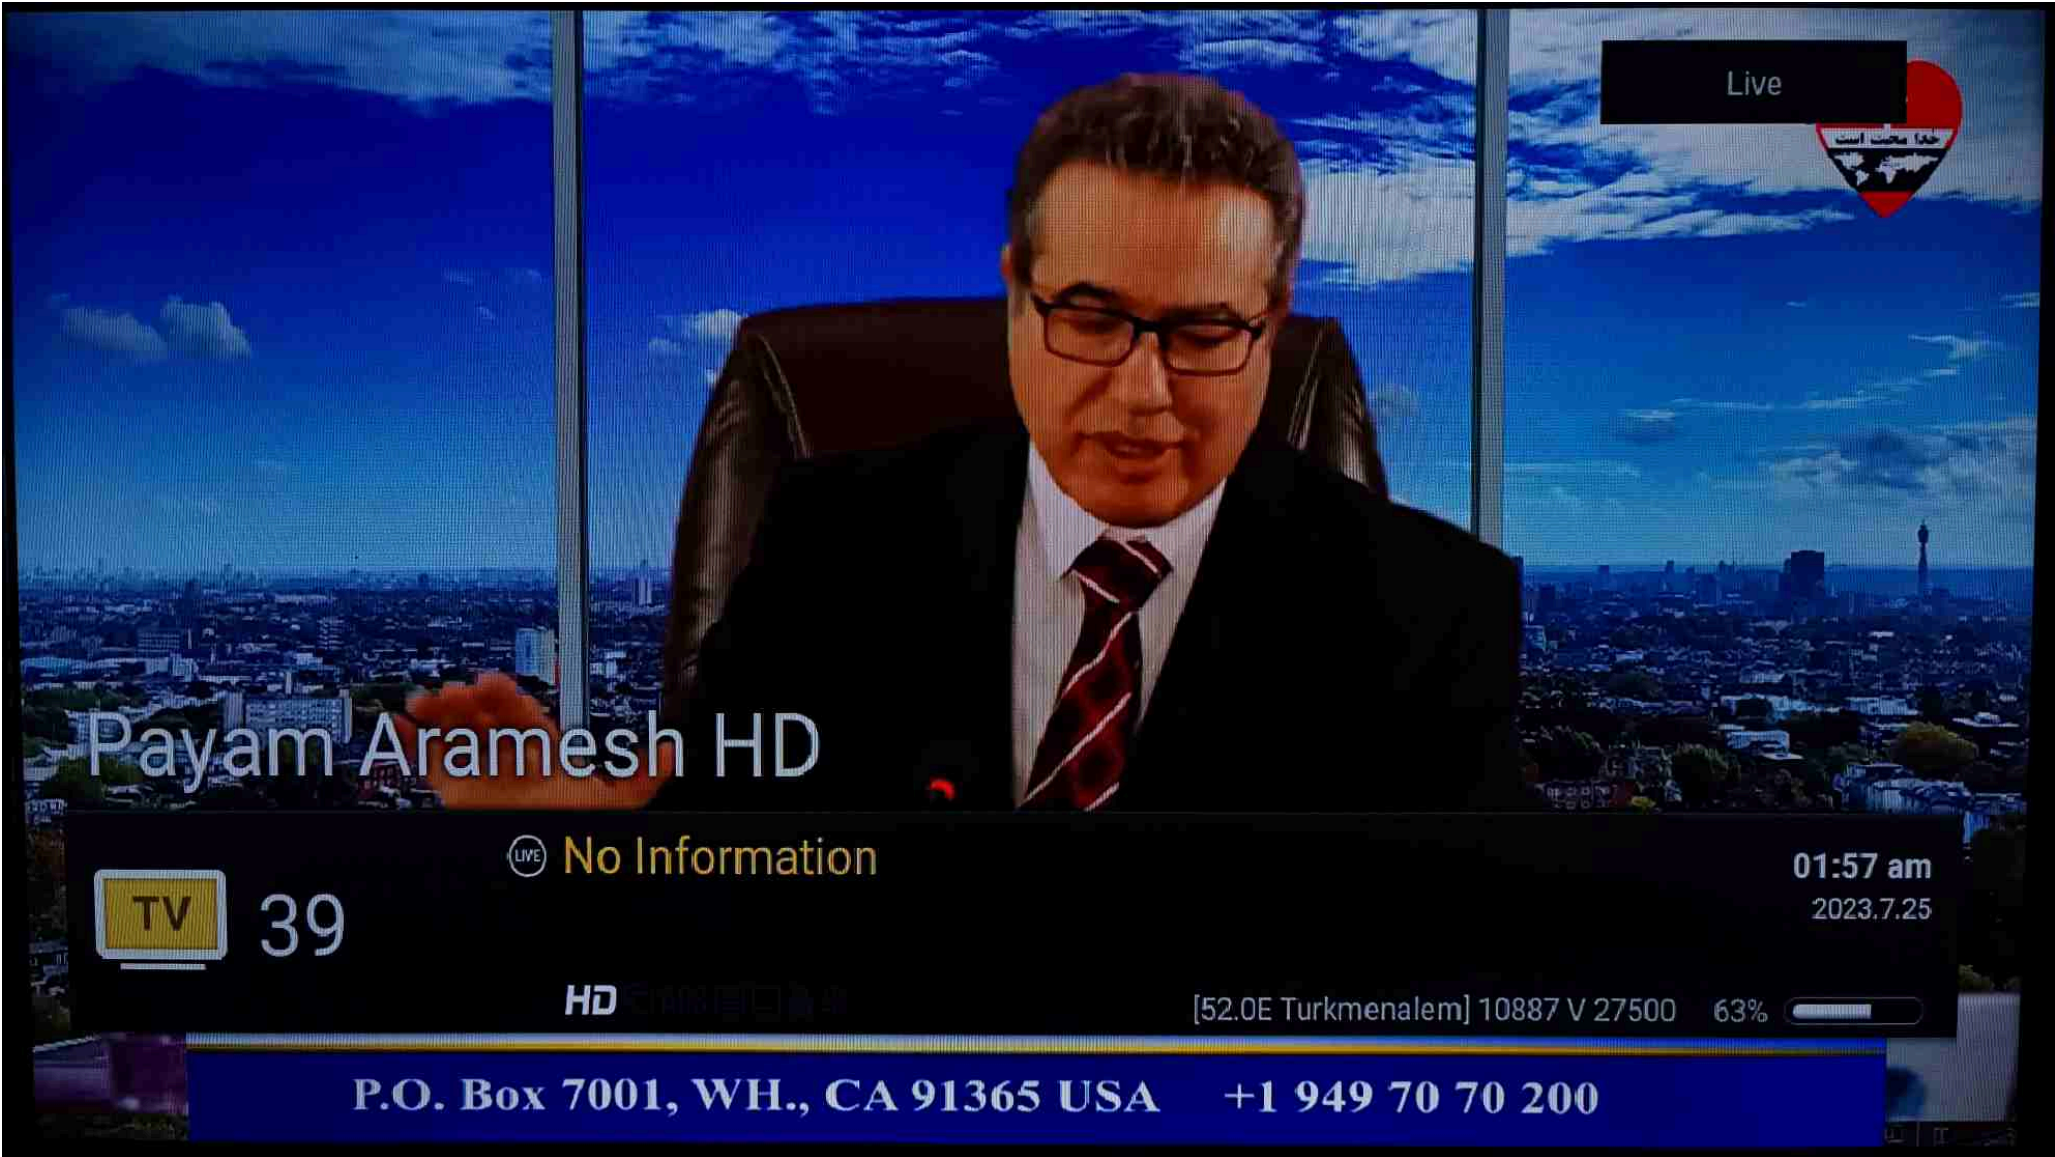 Live
خدا محبت است
Payam Aramesh HD
LIVE No Information
01:57 am
TV 39
2023.7.25
HD
[52.0E Turkmenalem] 10887 V 27500 63%
P.O. Box 7001, WH., CA 91365 USA +1 949 70 70 200